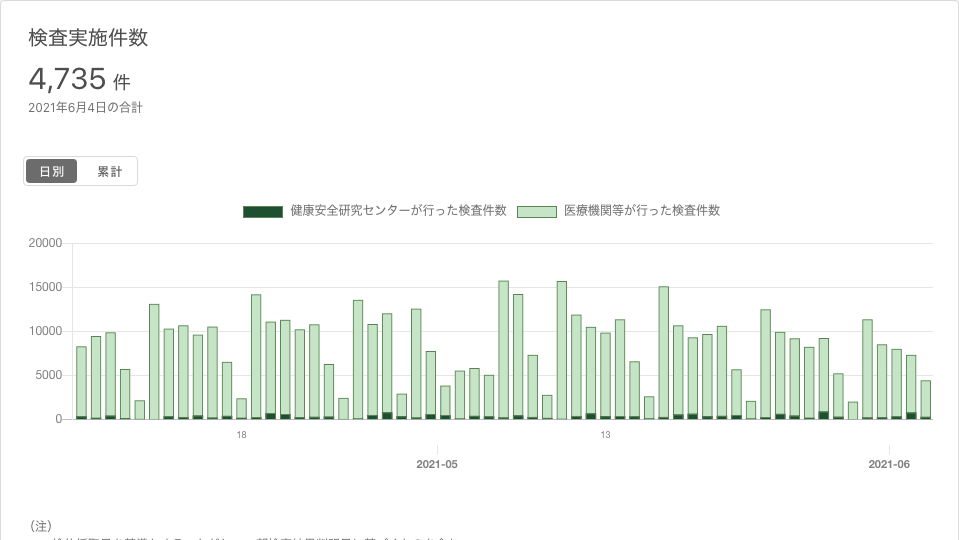 検査実施件数
4,735 件
2021年6月4日の合計
日別 累計
健康安全研究センターが行った検査件数 医療機関等が行った検査件数
20000
15000
10000
5000
0
18 13
2021-05 2021-06
（注）